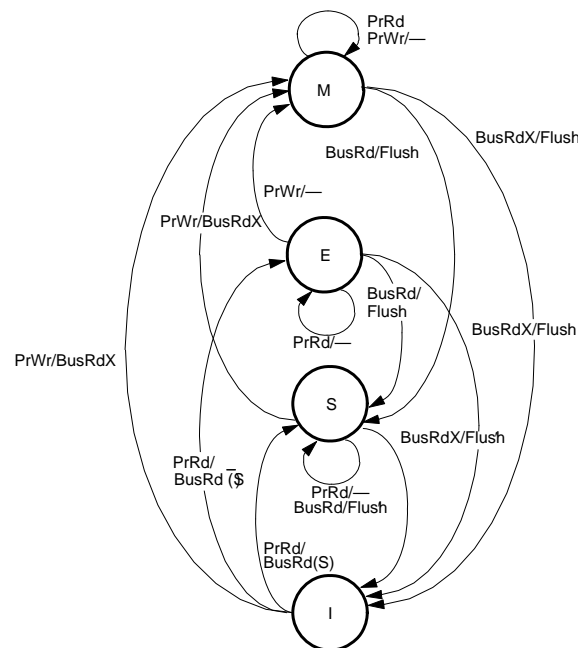 PrRd
PrWr/—
M
BusRdX/Flush
BusRd/Flush
PrWr/—
PrWr/BusRdX
E
BusRd/
Flush
PrRd/—
BusRdX/Flush
PrWr/BusRdX
S
BusRdX/Flush'
PrRd/
BusRd (S̅)
PrRd/—
BusRd/Flush'
PrRd/
BusRd(S)
I